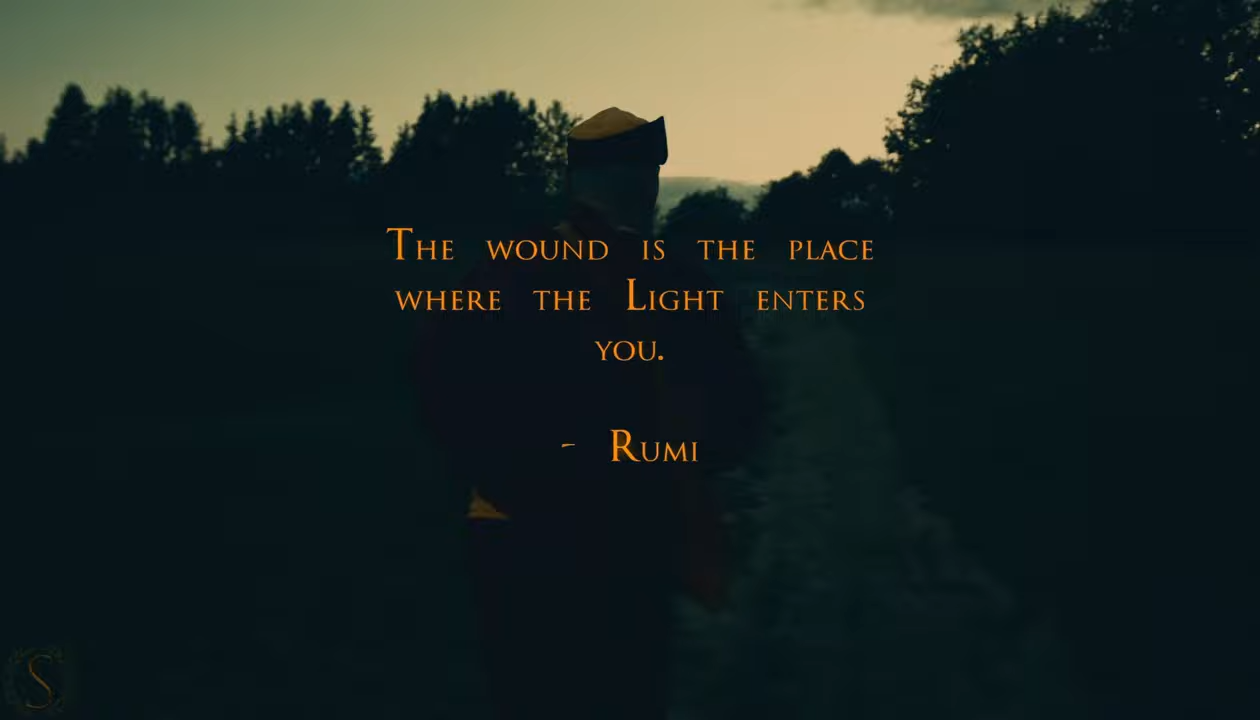 The wound is the place
where the Light enters
you.
- Rumi
S